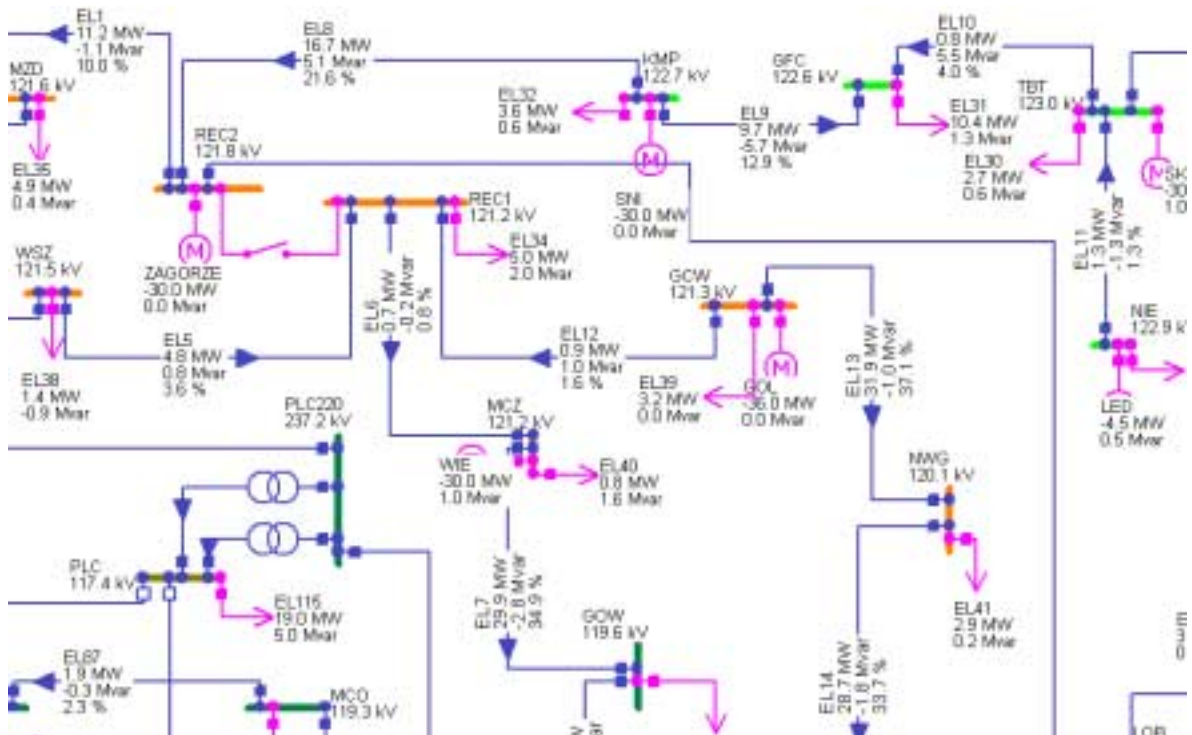 EL1
11.2 MW
-1.1 Mvar
10.0 %
MZD
121.6 kV
EL35
4.9 MW
0.4 Mvar
REC2
121.8 kV
EL8
16.7 MW
5.1 Mvar
21.6 %
KMP
122.7 kV
EL32
3.6 MW
0.6 Mvar
M
SNI
-30.0 MW
0.0 Mvar
EL9
9.7 MW
-5.7 Mvar
12.9 %
GFC
122.6 kV
EL10
0.8 MW
5.5 Mvar
4.0 %
EL31
10.4 MW
1.3 Mvar
TBT
123.0 kV
EL30
2.7 MW
0.6 Mvar
M
EL11
1.3 MW
-1.3 Mvar
1.3 %
NIE
122.9 kV
LED
-4.5 MW
0.5 Mvar
M
ZAGORZE
-30.0 MW
0.0 Mvar
REC1
121.2 kV
EL34
5.0 MW
2.0 Mvar
WSZ
121.5 kV
EL38
1.4 MW
-0.9 Mvar
EL5
4.8 MW
0.8 Mvar
3.6 %
EL6
0.7 MW
-0.2 Mvar
0.8 %
EL12
0.9 MW
1.0 Mvar
1.6 %
GCW
121.3 kV
EL39
3.2 MW
0.0 Mvar
M
GOL
-36.0 MW
0.0 Mvar
EL13
31.9 MW
-1.0 Mvar
37.1 %
PLC220
237.2 kV
MCZ
121.2 kV
WIE
-30.0 MW
1.0 Mvar
EL40
0.8 MW
1.6 Mvar
NWG
120.1 kV
EL41
2.9 MW
0.2 Mvar
PLC
117.4 kV
EL116
19.0 MW
5.0 Mvar
EL7
29.9 MW
-2.8 Mvar
34.9 %
GOW
119.6 kV
EL14
28.7 MW
-1.8 Mvar
33.7 %
EL87
1.9 MW
-0.3 Mvar
2.3 %
MCO
119.3 kV